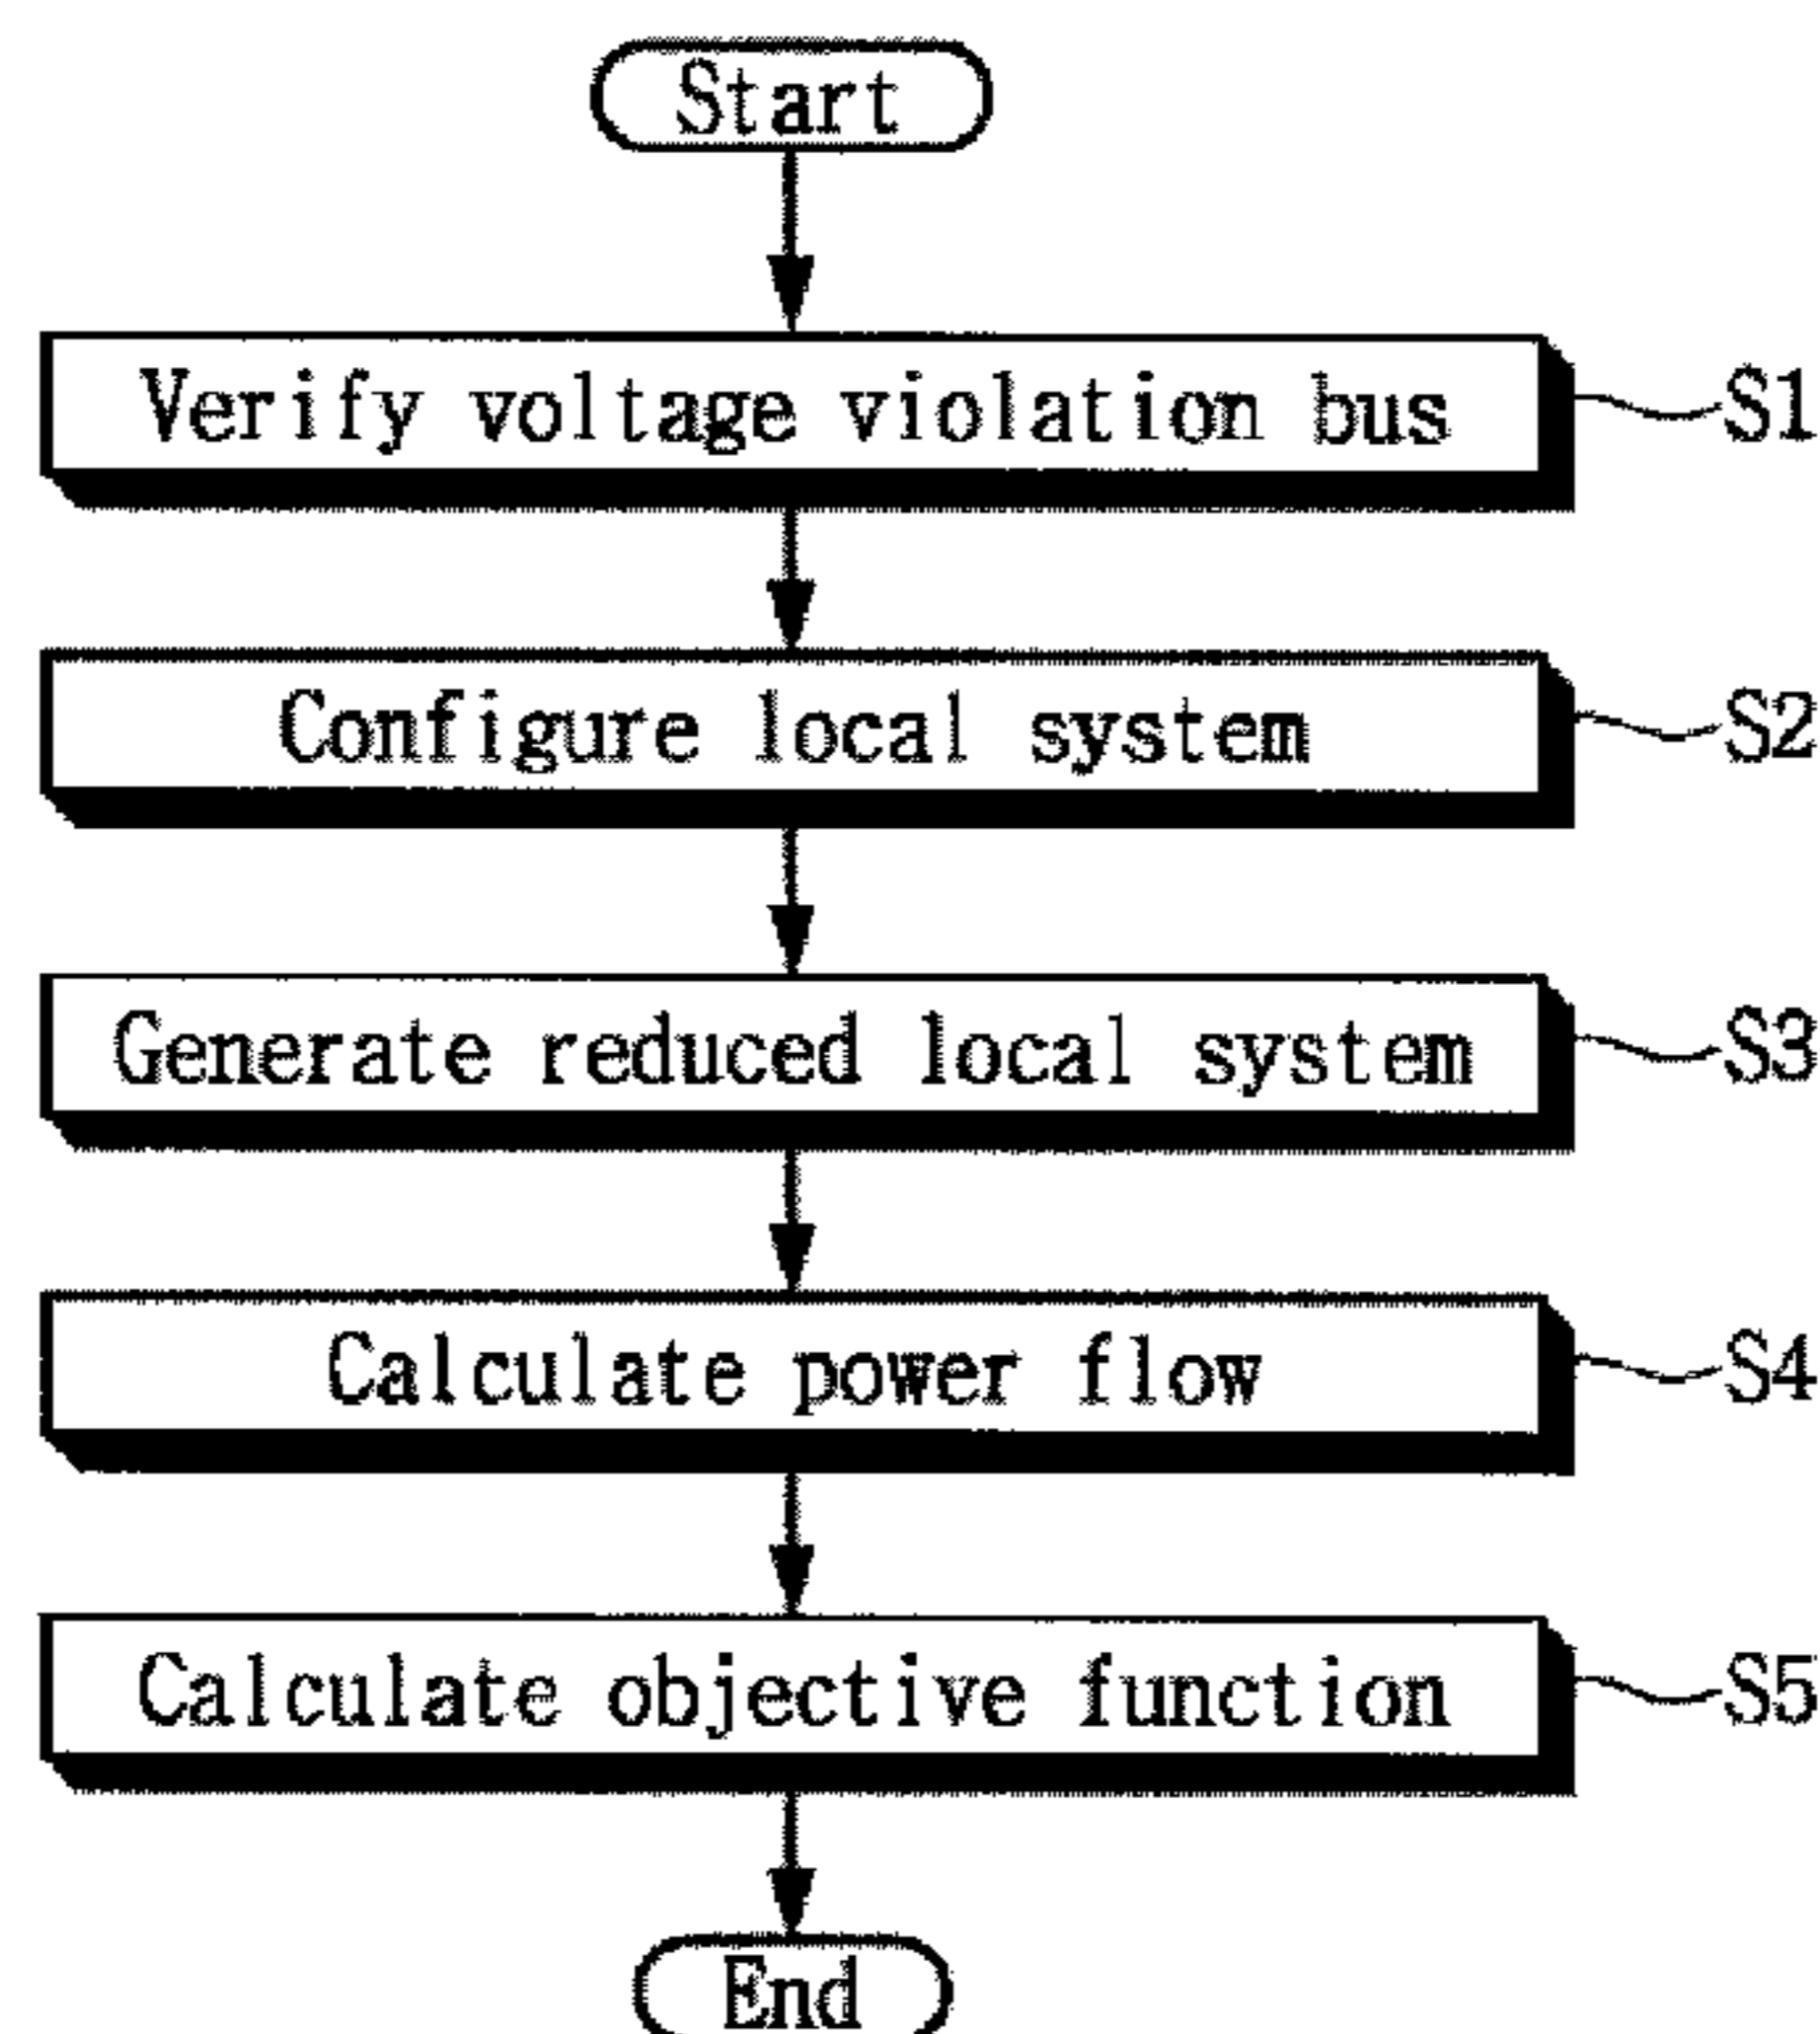 Start
Verify voltage violation bus S1
Configure local system S2
Generate reduced local system S3
Calculate power flow S4
Calculate objective function S5
End